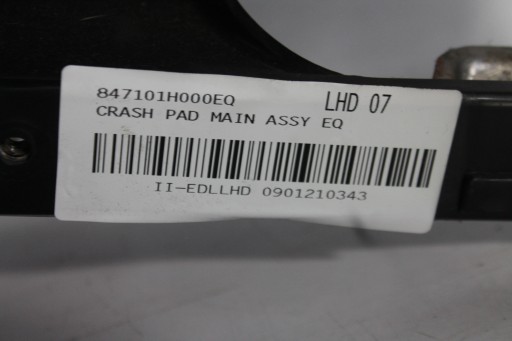 847101H000EQ LHD 07
CRASH PAD MAIN ASSY EQ
II-EDLLHD 0901210343